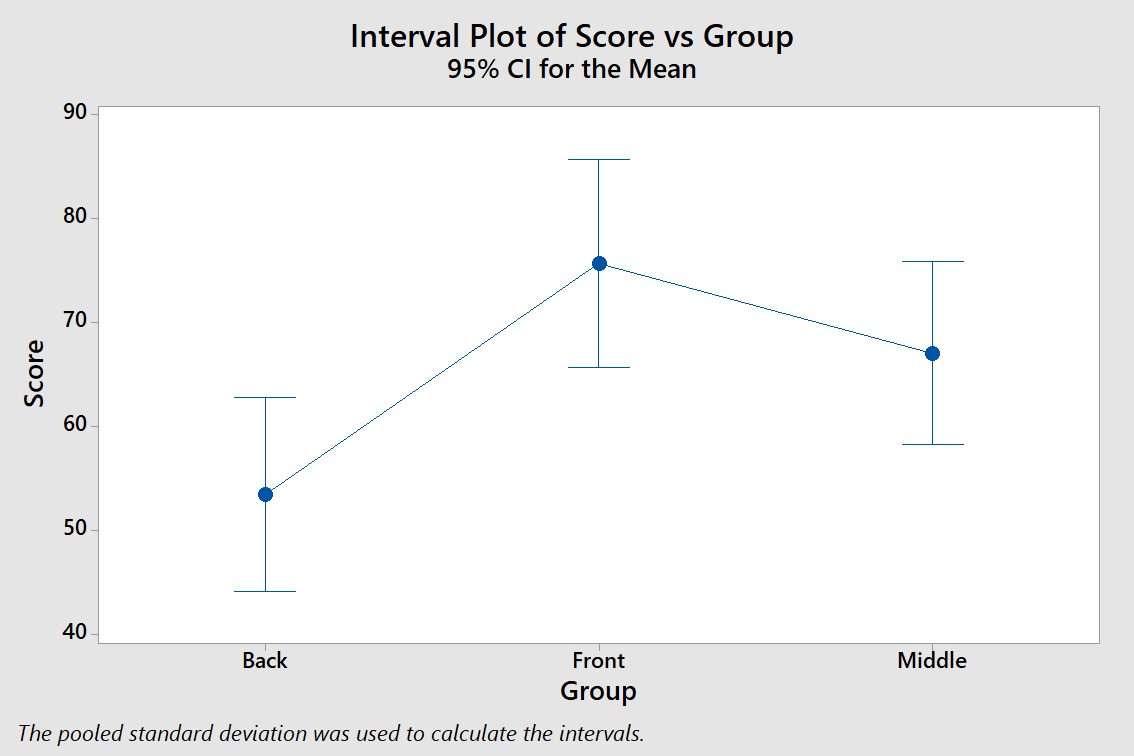 Interval Plot of Score vs Group
95% CI for the Mean
90
80
70
60
50
40
Score
Back
Front
Middle
Group
The pooled standard deviation was used to calculate the intervals.